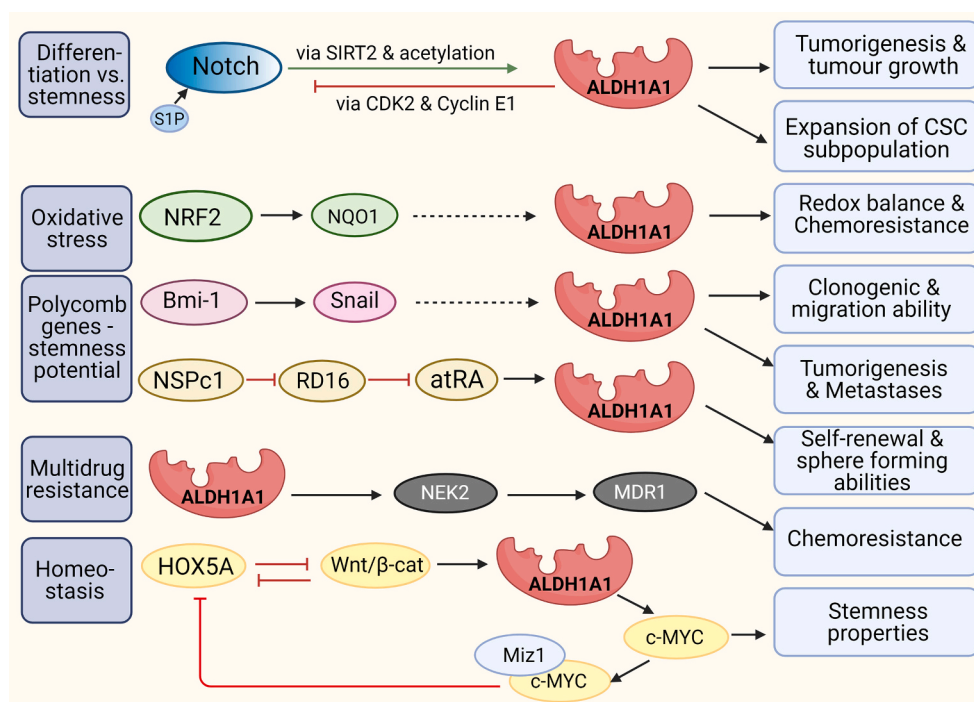 Differen-
tiation vs.
stemness
Notch
S1P
via SIRT2 & acetylation
via CDK2 & Cyclin E1
ALDH1A1
Tumorigenesis &
tumour growth
Expansion of CSC
subpopulation
Oxidative
stress
NRF2
NQO1
ALDH1A1
Redox balance &
Chemoresistance
Polycomb
genes -
stemness
potential
Bmi-1
Snail
ALDH1A1
Clonogenic &
migration ability
Tumorigenesis
& Metastases
NSPc1
RD16
atRA
ALDH1A1
Self-renewal &
sphere forming
abilities
Multidrug
resistance
ALDH1A1
NEK2
MDR1
Chemoresistance
Homeo-
stasis
HOX5A
Wnt/β-cat
ALDH1A1
c-MYC
Stemness
properties
Miz1
c-MYC